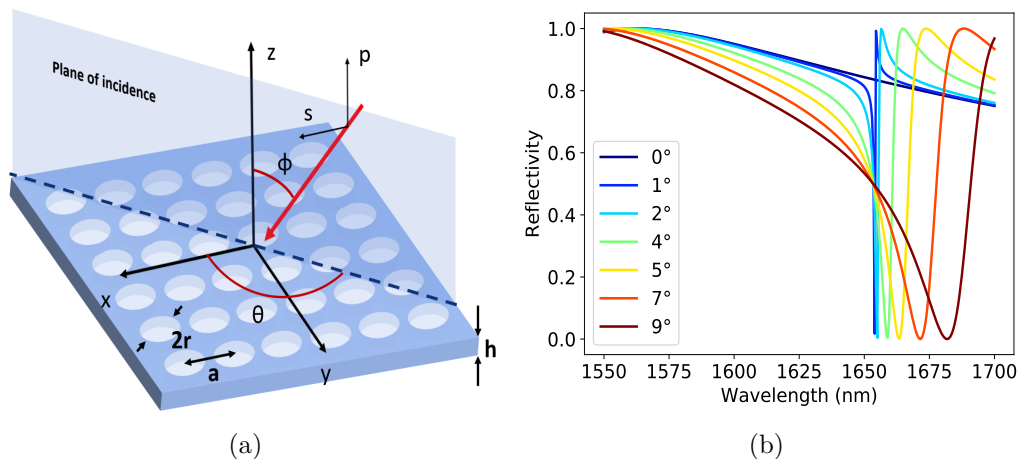 Plane of incidence
z
p
s
ϕ
x
θ
y
2r
a
h
(a)
Reflectivity
1.0
0.8
0.6
0.4
0.2
0.0
0°
1°
2°
4°
5°
7°
9°
1550 1575 1600 1625 1650 1675 1700
Wavelength (nm)
(b)